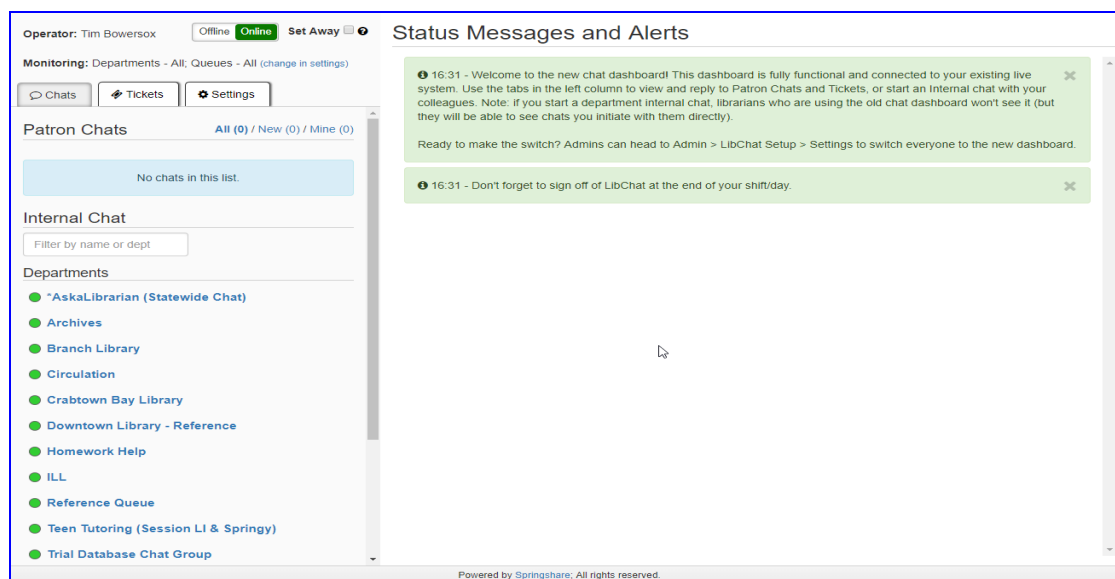 Operator: Tim Bowersox
Offline Online
Set Away
Monitoring: Departments - All; Queues - All (change in settings)
Chats
Tickets
Settings
Patron Chats
All (0) / New (0) / Mine (0)
No chats in this list.
Internal Chat
Filter by name or dept
Departments
*AskaLibrarian (Statewide Chat)
Archives
Branch Library
Circulation
Crabtown Bay Library
Downtown Library - Reference
Homework Help
ILL
Reference Queue
Teen Tutoring (Session LI & Springy)
Trial Database Chat Group
Status Messages and Alerts
16:31 - Welcome to the new chat dashboard! This dashboard is fully functional and connected to your existing live
system. Use the tabs in the left column to view and reply to Patron Chats and Tickets, or start an Internal chat with your
colleagues. Note: if you start a department internal chat, librarians who are using the old chat dashboard won't see it (but
they will be able to see chats you initiate with them directly).
Ready to make the switch? Admins can head to Admin > LibChat Setup > Settings to switch everyone to the new dashboard.
16:31 - Don't forget to sign off of LibChat at the end of your shift/day.
Powered by Springshare; All rights reserved.